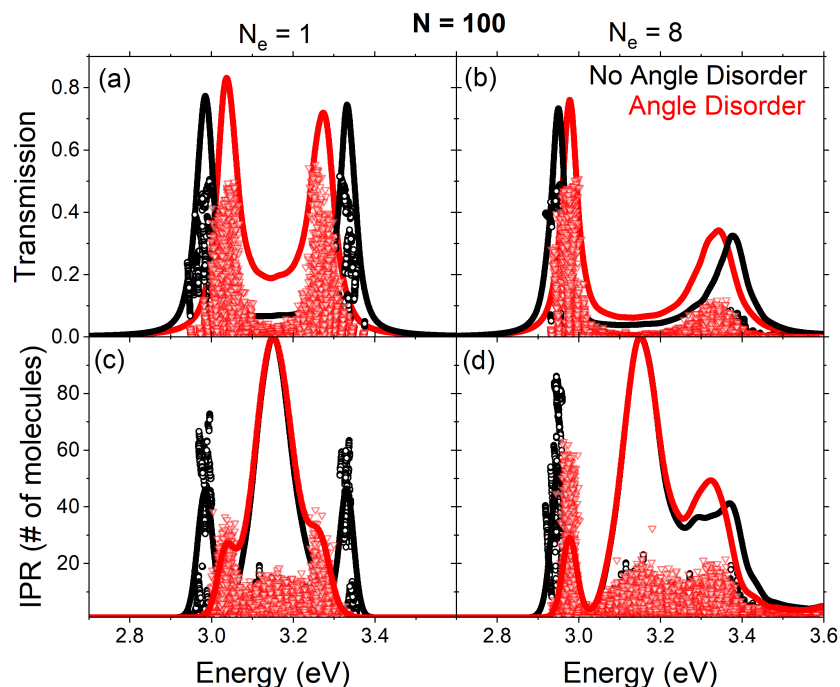 N = 100
Nₑ = 1
Nₑ = 8
(a)
(b)
No Angle Disorder
Angle Disorder
Transmission
0.8
0.6
0.4
0.2
0.0
(c)
(d)
IPR (# of molecules)
80
60
40
20
2.8 3.0 3.2 3.4
2.8 3.0 3.2 3.4 3.6
Energy (eV) Energy (eV)